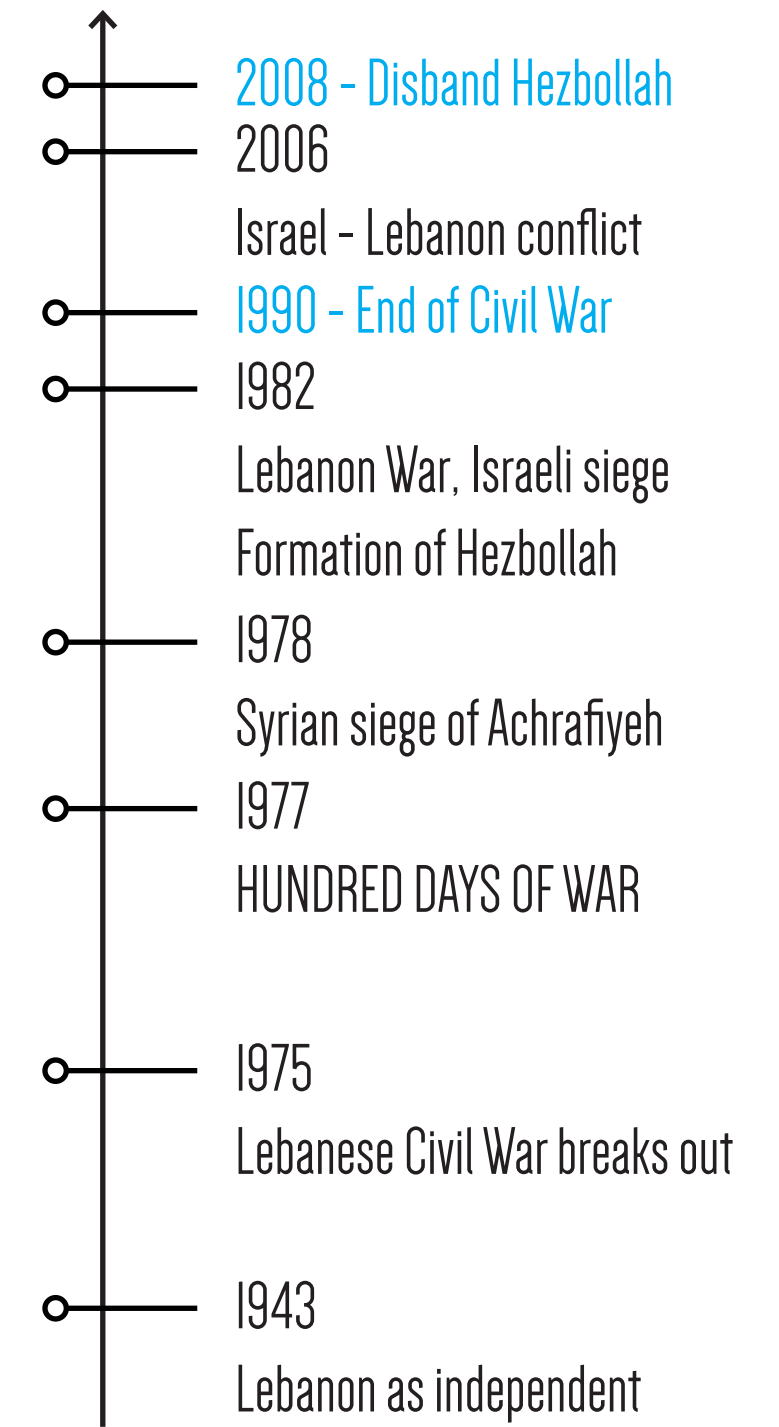 2008 - Disband Hezbollah
2006
Israel - Lebanon conflict
1990 - End of Civil War
1982
Lebanon War, Israeli siege
Formation of Hezbollah
1978
Syrian siege of Achrafiyeh
1977
HUNDRED DAYS OF WAR
1975
Lebanese Civil War breaks out
1943
Lebanon as independent